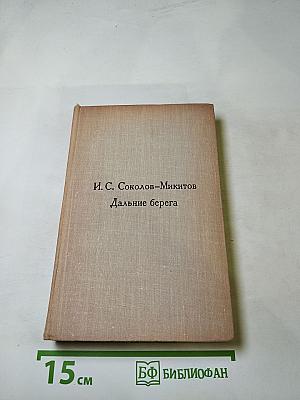 И. С. Соколов–Микитов
Дальние берега
15 см
БФ БИБЛИОФАН